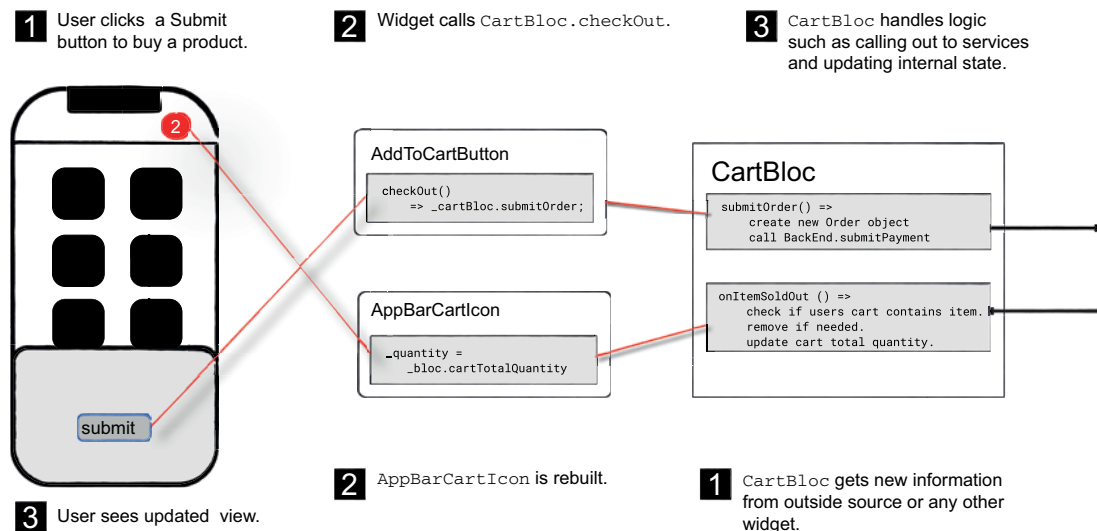 1 User clicks a Submit
button to buy a product.
2 Widget calls CartBloc.checkOut.
3 CartBloc handles logic
such as calling out to services
and updating internal state.
2
AddToCartButton
checkOut()
=> _cartBloc.submitOrder;
CartBloc
submitOrder() =>
create new Order object
call BackEnd.submitPayment
AppBarCartIcon
_quantity =
_bloc.cartTotalQuantity
onItemSoldOut () =>
check if users cart contains item.
remove if needed.
update cart total quantity.
submit
3 User sees updated view.
2 AppBarCartIcon is rebuilt.
1 CartBloc gets new information
from outside source or any other
widget.